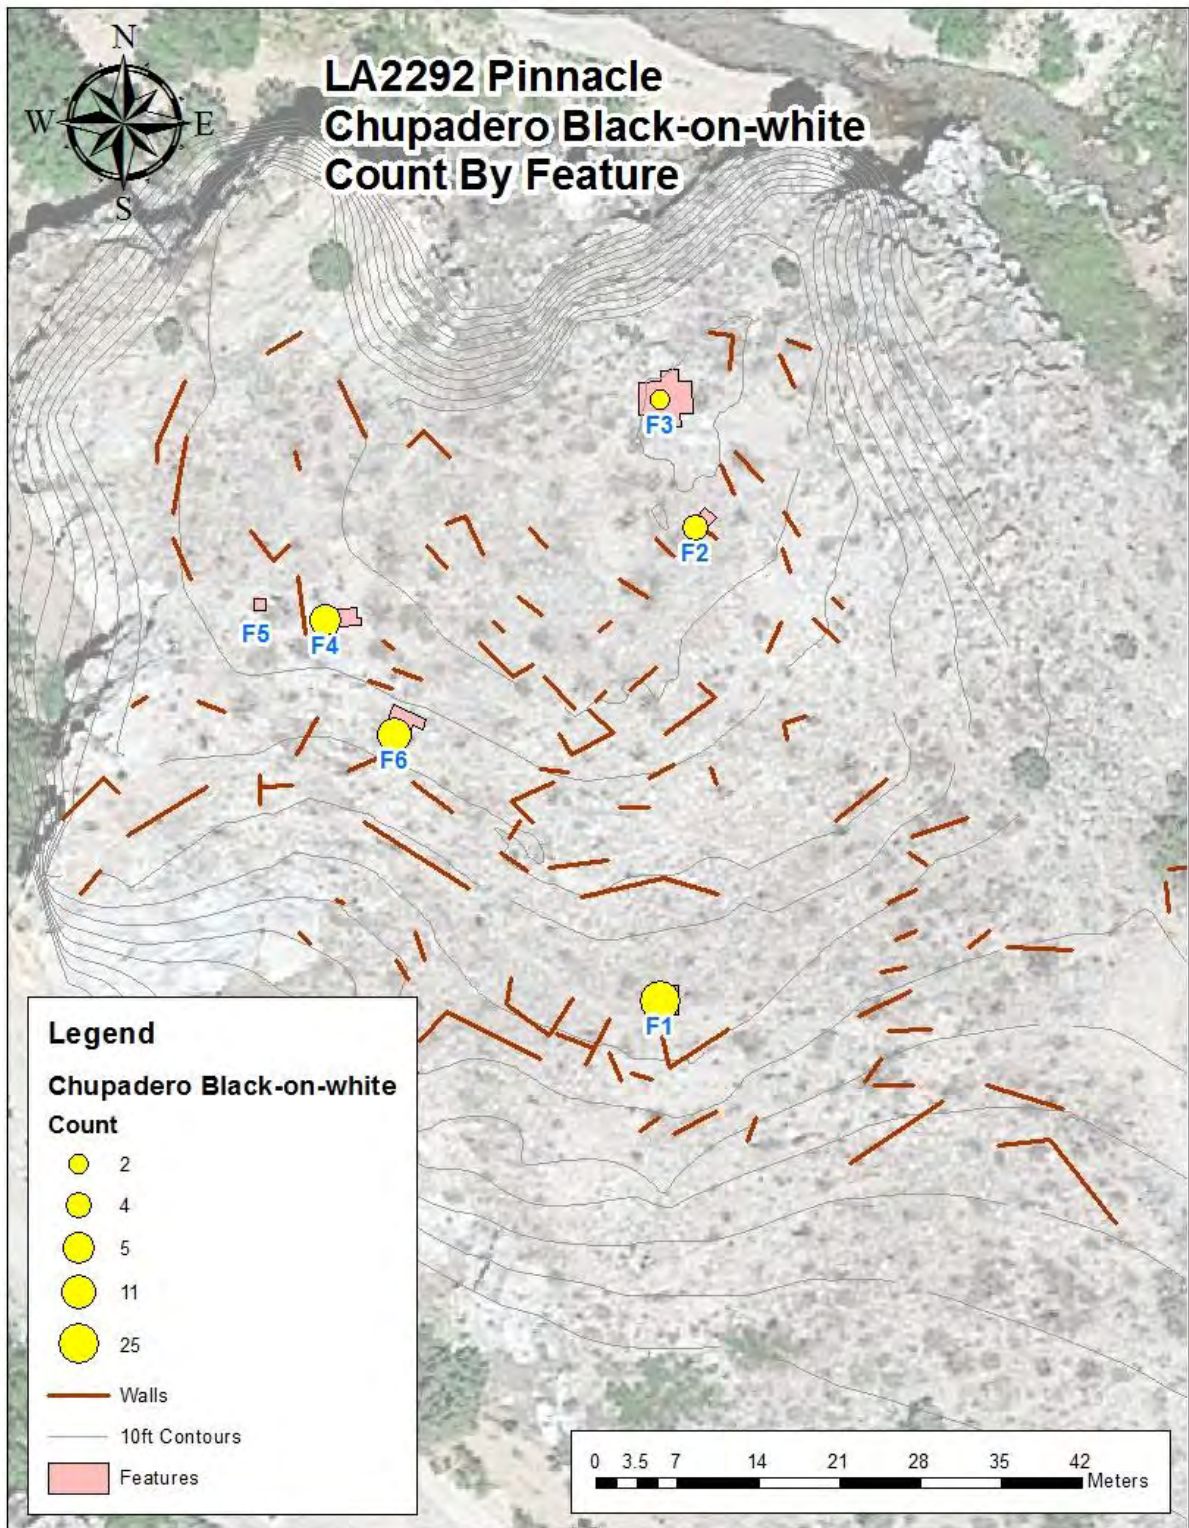 N
W E
S
LA2292 Pinnacle
Chupadero Black-on-white
Count By Feature
F3
F2
F5
F4
F6
F1
Legend
Chupadero Black-on-white
Count
2
4
5
11
25
Walls
10ft Contours
Features
0 3.5 7 14 21 28 35 42
Meters